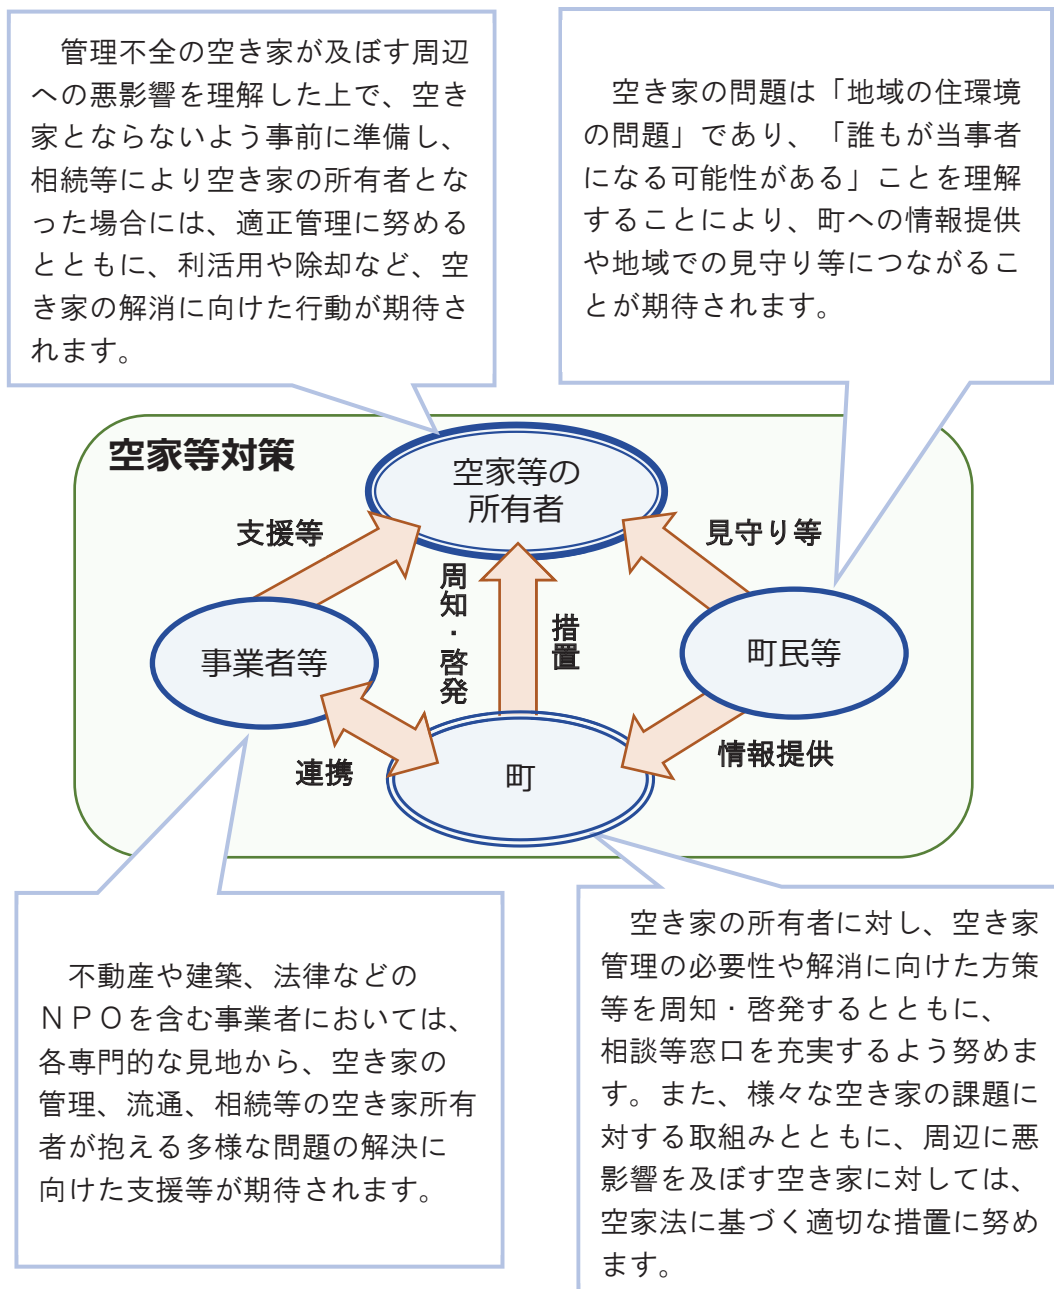 管理不全の空き家が及ぼす周辺
への悪影響を理解した上で、空き
家とならないよう事前に準備し、
相続等により空き家の所有者とな
った場合には、適正管理に努める
とともに、利活用や除却など、空
き家の解消に向けた行動が期待さ
れます。
空き家の問題は「地域の住環境
の問題」であり、「誰もが当事者
になる可能性がある」ことを理解
することにより、町への情報提供
や地域での見守り等につながるこ
とが期待されます。
空家等対策
空家等の
所有者
支援等
見守り等
周知・啓発
措置
事業者等
町民等
連携
町
情報提供
不動産や建築、法律などの
ＮＰＯを含む事業者においては、
各専門的な見地から、空き家の
管理、流通、相続等の空き家所有
者が抱える多様な問題の解決に
向けた支援等が期待されます。
空き家の所有者に対し、空き家
管理の必要性や解消に向けた方策
等を周知・啓発するとともに、
相談等窓口を充実するよう努めま
す。また、様々な空き家の課題に
対する取組みとともに、周辺に悪
影響を及ぼす空き家に対しては、
空家法に基づく適切な措置に努め
ます。